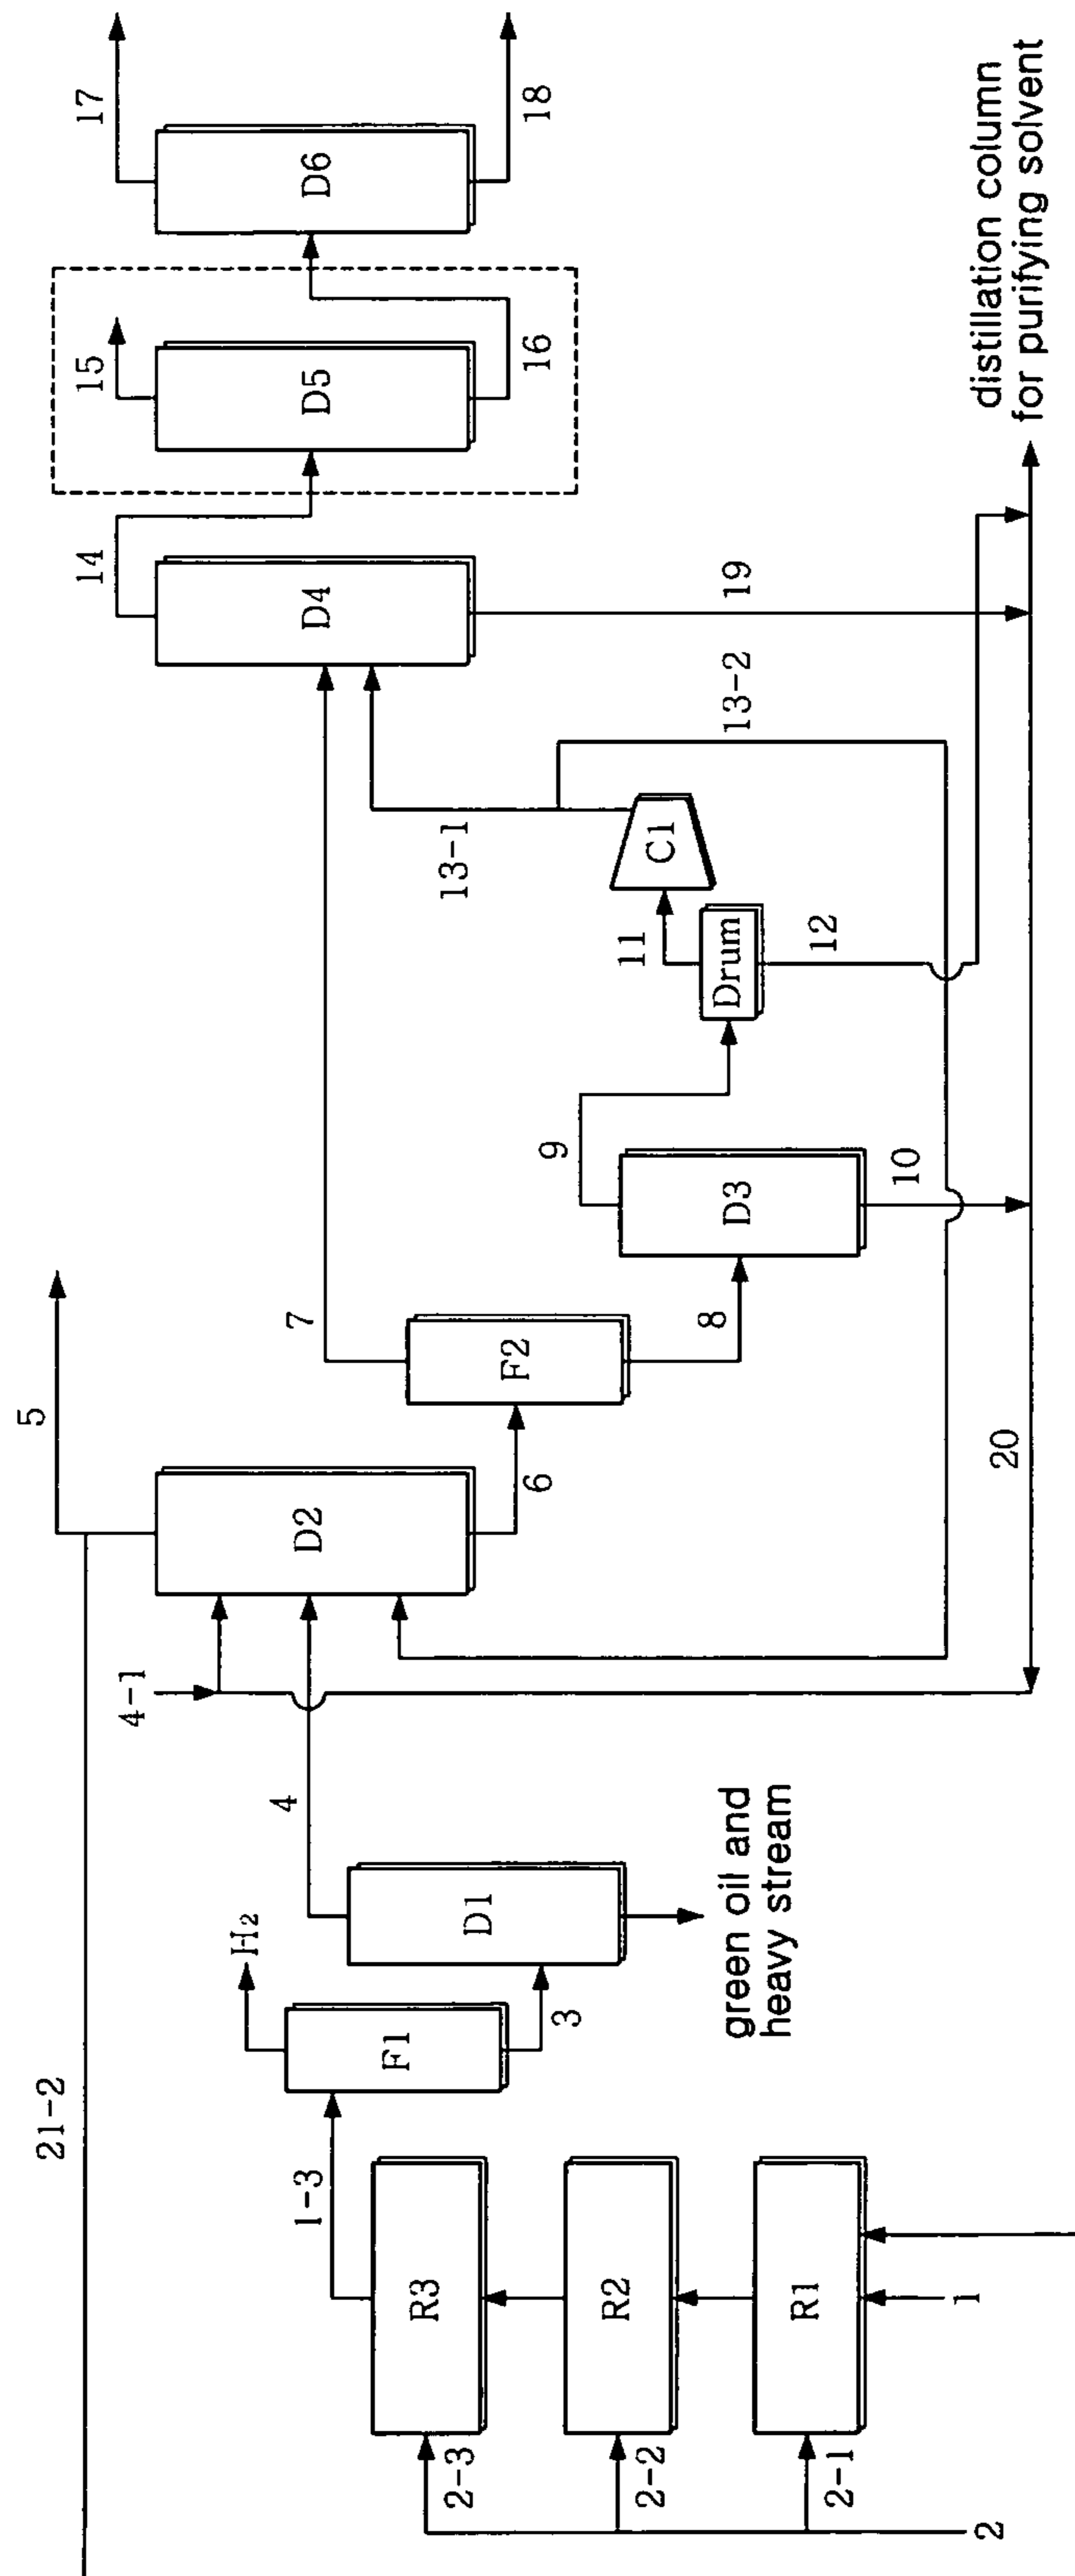 17
18
D6
15
16
D5
14
D4
19
13-2
13-1
C1
11
12
Drum
9
10
D3
7
8
F2
5
6
D2
4-1
4
20
distillation column
for purifying solvent
D1
green oil and
heavy stream
H2
F1
3
21-2
1-3
R3
R2
R1
1
2-3
2-2
2-1
2